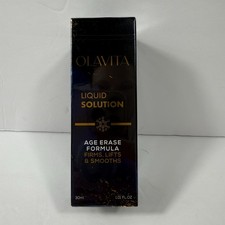 OLAVITA
LIQUID
SOLUTION
AGE ERASE
FORMULA
FIRMS, LIFTS
& SMOOTHS